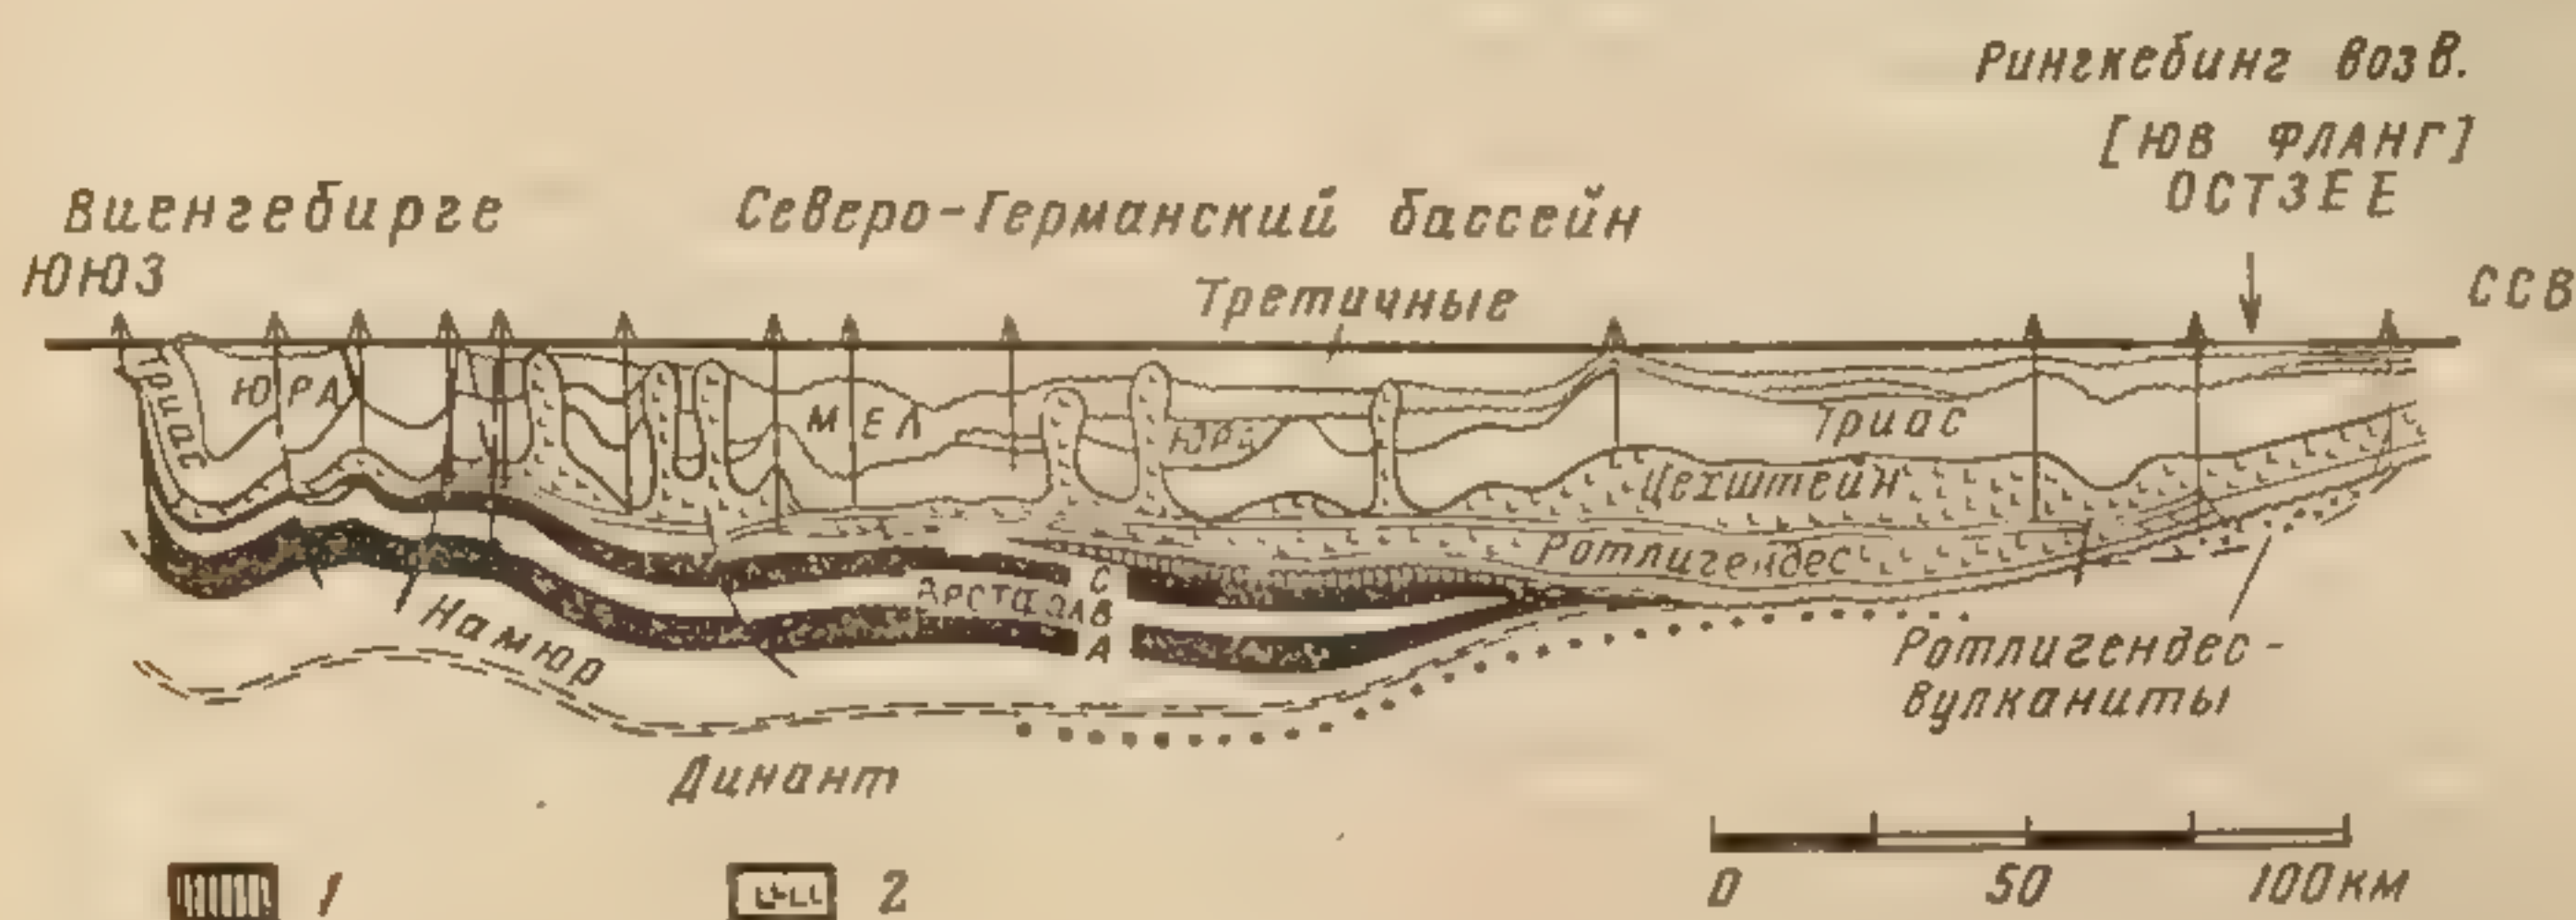 Рингкебинг возв.
[ЮВ ФЛАНГ]
ОСТЗЕЕ
Виенгебирге
Северо-Германский бассейн
ЮЮЗ
Третичные
ССВ
Триас
ЮРА
МЕЛ
ЮРА
Триас
Цехштейн
Ротлигендес
С
В
А
Намюр
Ротлигендес-
вулканиты
Динант
0 50 100км
1 2